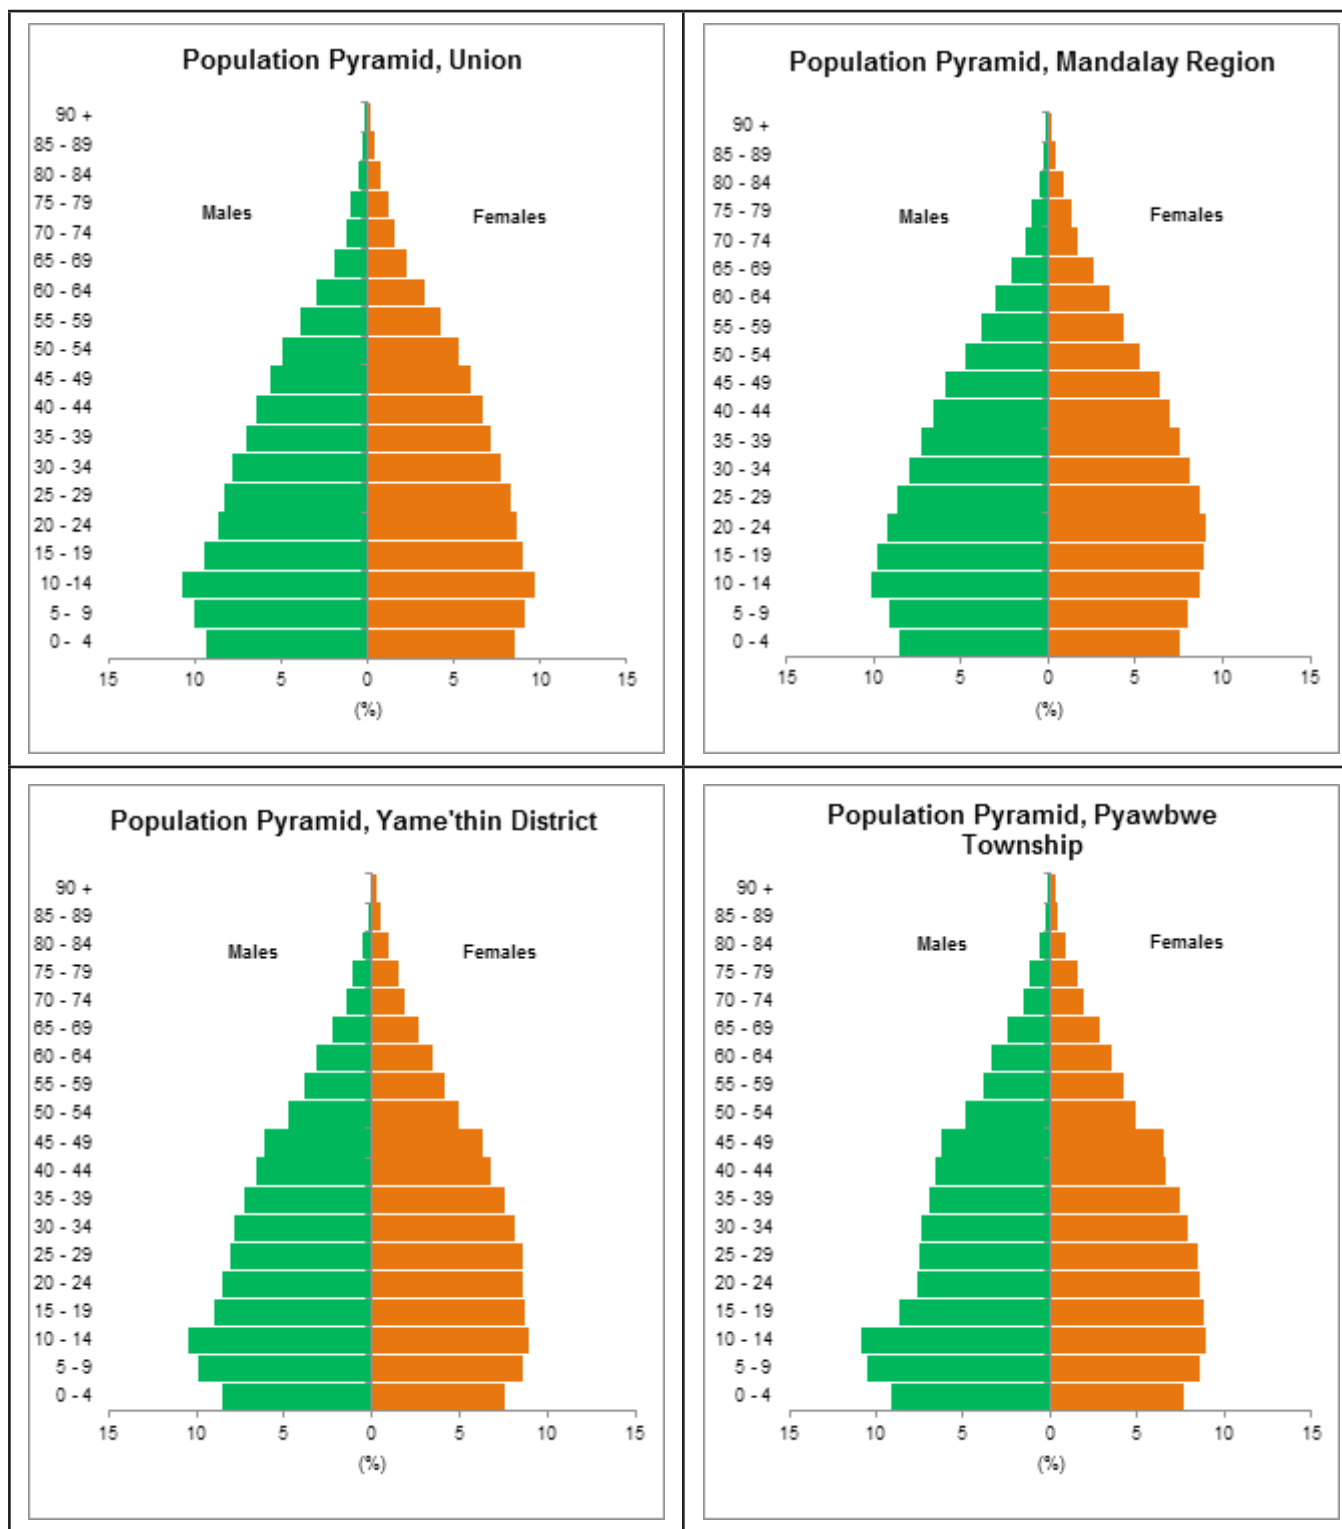 Population Pyramid, Union
90 +
85 - 89
80 - 84
75 - 79
70 - 74
65 - 69
60 - 64
55 - 59
50 - 54
45 - 49
40 - 44
35 - 39
30 - 34
25 - 29
20 - 24
15 - 19
10 -14
5 - 9
0 - 4
Males
Females
15 10 5 0 5 10 15
(%)
Population Pyramid, Mandalay Region
90 +
85 - 89
80 - 84
75 - 79
70 - 74
65 - 69
60 - 64
55 - 59
50 - 54
45 - 49
40 - 44
35 - 39
30 - 34
25 - 29
20 - 24
15 - 19
10 - 14
5 - 9
0 - 4
Males
Females
15 10 5 0 5 10 15
(%)
Population Pyramid, Yame'thin District
90 +
85 - 89
80 - 84
75 - 79
70 - 74
65 - 69
60 - 64
55 - 59
50 - 54
45 - 49
40 - 44
35 - 39
30 - 34
25 - 29
20 - 24
15 - 19
10 - 14
5 - 9
0 - 4
Males
Females
15 10 5 0 5 10 15
(%)
Population Pyramid, Pyawbwe
Township
90 +
85 - 89
80 - 84
75 - 79
70 - 74
65 - 69
60 - 64
55 - 59
50 - 54
45 - 49
40 - 44
35 - 39
30 - 34
25 - 29
20 - 24
15 - 19
10 - 14
5 - 9
0 - 4
Males
Females
15 10 5 0 5 10 15
(%)